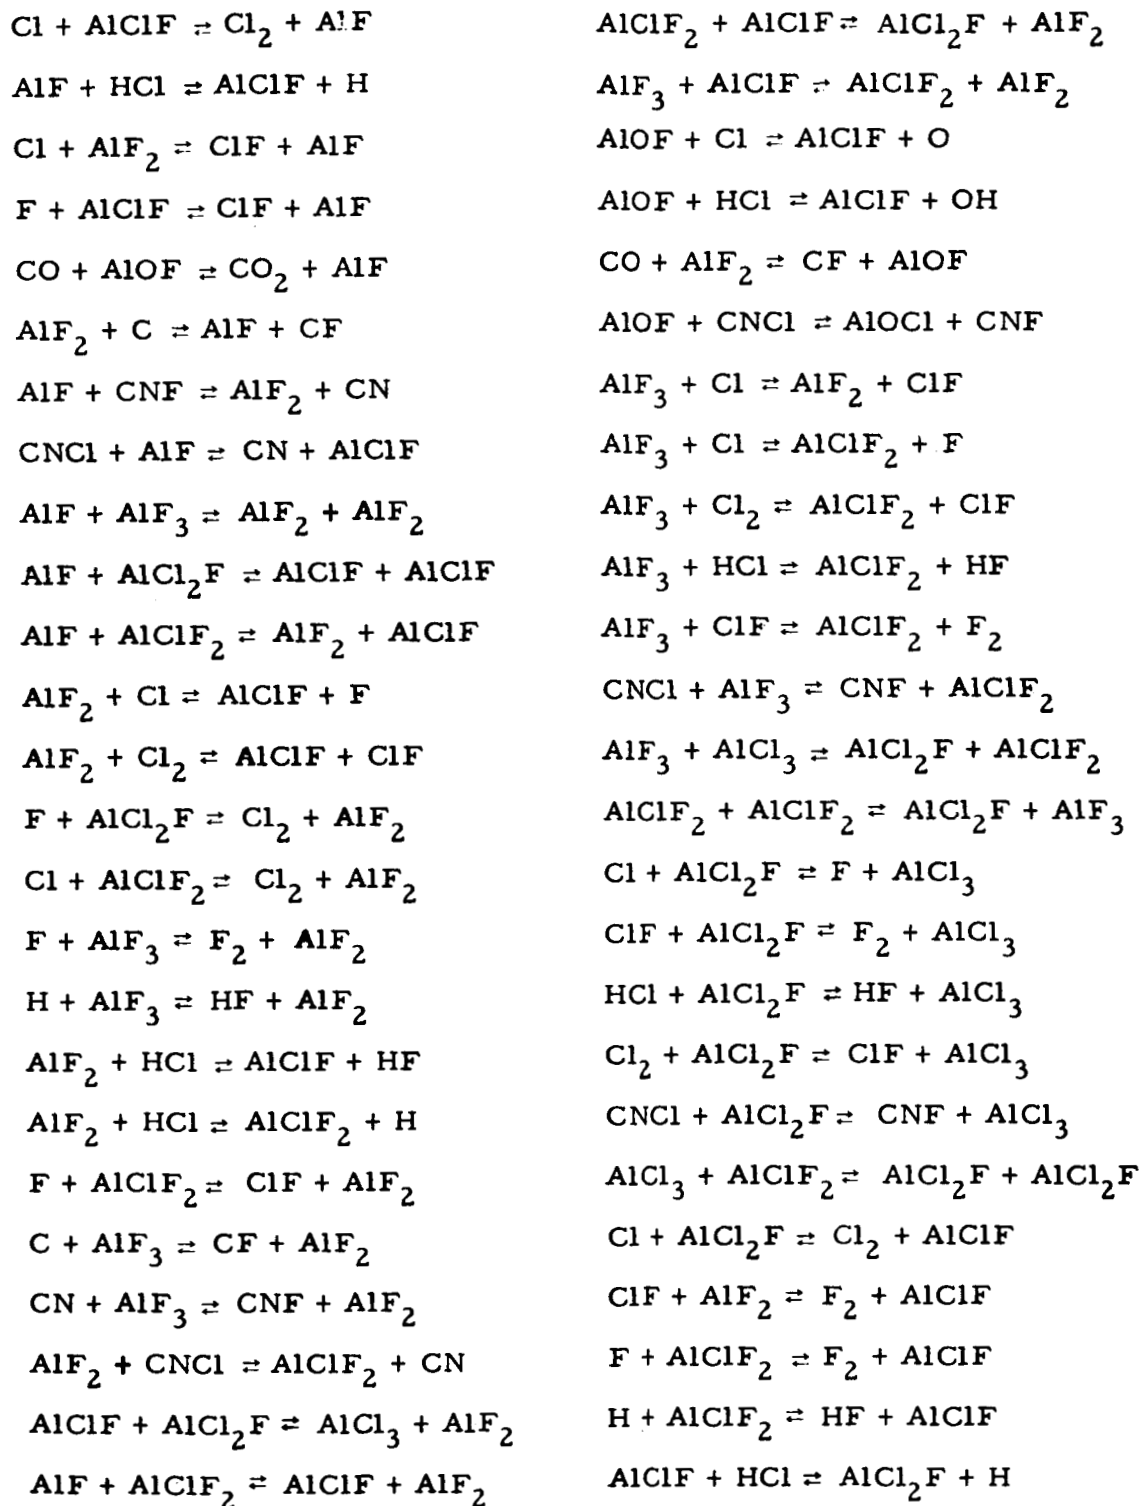 Cl + AlClF ⇌ Cl₂ + AlF
AlF + HCl ⇌ AlClF + H
Cl + AlF₂ ⇌ ClF + AlF
F + AlClF ⇌ ClF + AlF
CO + AlOF ⇌ CO₂ + AlF
AlF₂ + C ⇌ AlF + CF
AlF + CNF ⇌ AlF₂ + CN
CNCl + AlF ⇌ CN + AlClF
AlF + AlF₃ ⇌ AlF₂ + AlF₂
AlF + AlCl₂F ⇌ AlClF + AlClF
AlF + AlClF₂ ⇌ AlF₂ + AlClF
AlF₂ + Cl ⇌ AlClF + F
AlF₂ + Cl₂ ⇌ AlClF + ClF
F + AlCl₂F ⇌ Cl₂ + AlF₂
Cl + AlClF₂ ⇌ Cl₂ + AlF₂
F + AlF₃ ⇌ F₂ + AlF₂
H + AlF₃ ⇌ HF + AlF₂
AlF₂ + HCl ⇌ AlClF + HF
AlF₂ + HCl ⇌ AlClF₂ + H
F + AlClF₂ ⇌ ClF + AlF₂
C + AlF₃ ⇌ CF + AlF₂
CN + AlF₃ ⇌ CNF + AlF₂
AlF₂ + CNCl ⇌ AlClF₂ + CN
AlClF + AlCl₂F ⇌ AlCl₃ + AlF₂
AlF + AlClF₂ ⇌ AlClF + AlF₂
AlClF₂ + AlClF ⇌ AlCl₂F + AlF₂
AlF₃ + AlClF ⇌ AlClF₂ + AlF₂
AlOF + Cl ⇌ AlClF + O
AlOF + HCl ⇌ AlClF + OH
CO + AlF₂ ⇌ CF + AlOF
AlOF + CNCl ⇌ AlOCl + CNF
AlF₃ + Cl ⇌ AlF₂ + ClF
AlF₃ + Cl ⇌ AlClF₂ + F
AlF₃ + Cl₂ ⇌ AlClF₂ + ClF
AlF₃ + HCl ⇌ AlClF₂ + HF
AlF₃ + ClF ⇌ AlClF₂ + F₂
CNCl + AlF₃ ⇌ CNF + AlClF₂
AlF₃ + AlCl₃ ⇌ AlCl₂F + AlClF₂
AlClF₂ + AlClF₂ ⇌ AlCl₂F + AlF₃
Cl + AlCl₂F ⇌ F + AlCl₃
ClF + AlCl₂F ⇌ F₂ + AlCl₃
HCl + AlCl₂F ⇌ HF + AlCl₃
Cl₂ + AlCl₂F ⇌ ClF + AlCl₃
CNCl + AlCl₂F ⇌ CNF + AlCl₃
AlCl₃ + AlClF₂ ⇌ AlCl₂F + AlCl₂F
Cl + AlCl₂F ⇌ Cl₂ + AlClF
ClF + AlF₂ ⇌ F₂ + AlClF
F + AlClF₂ ⇌ F₂ + AlClF
H + AlClF₂ ⇌ HF + AlClF
AlClF + HCl ⇌ AlCl₂F + H